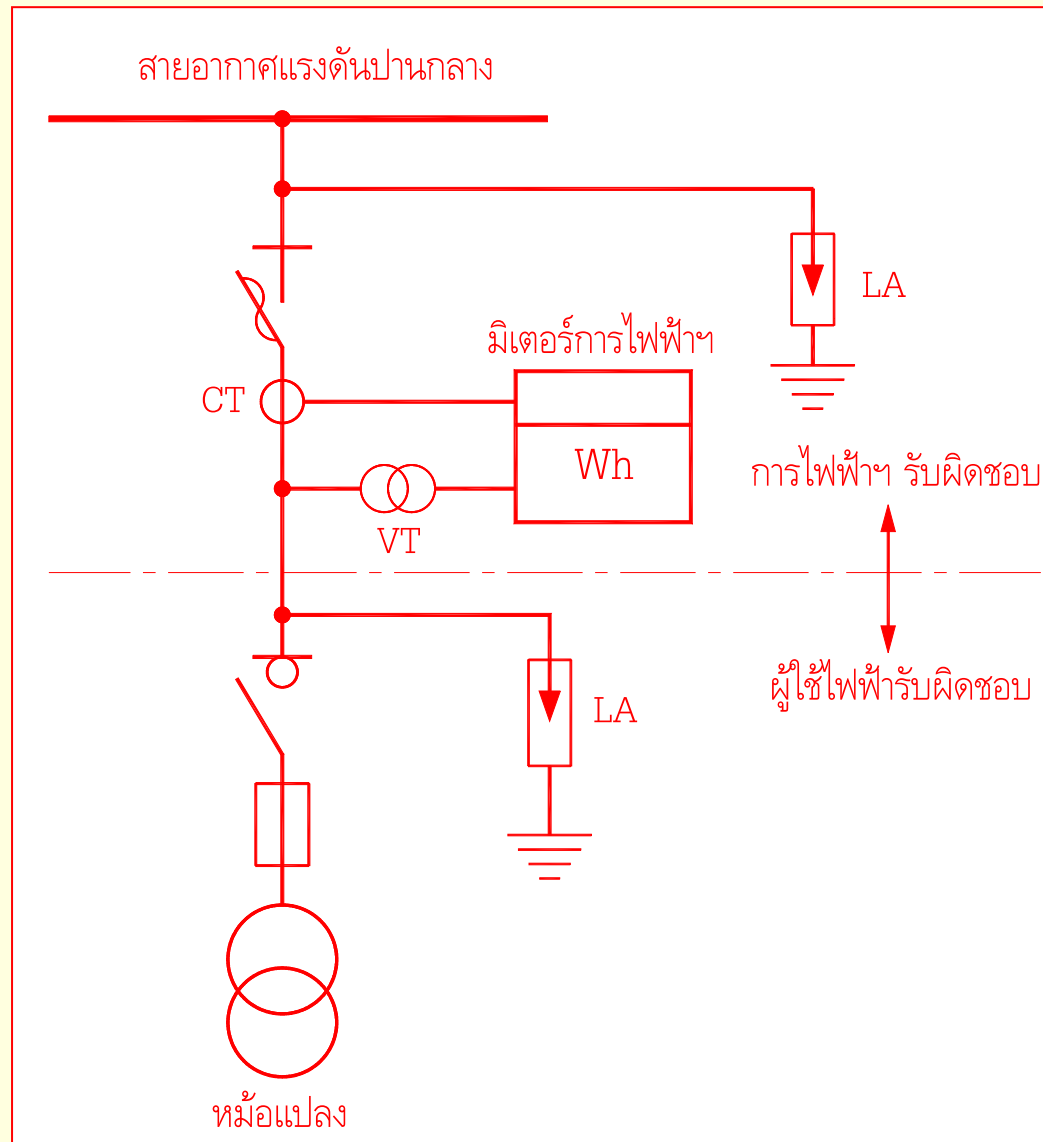 สายอากาศแรงดันปานกลาง
LA
มิเตอร์การไฟฟ้าฯ
CT
Wh
การไฟฟ้าฯ รับผิดชอบ
VT
ผู้ใช้ไฟฟ้ารับผิดชอบ
LA
หม้อแปลง